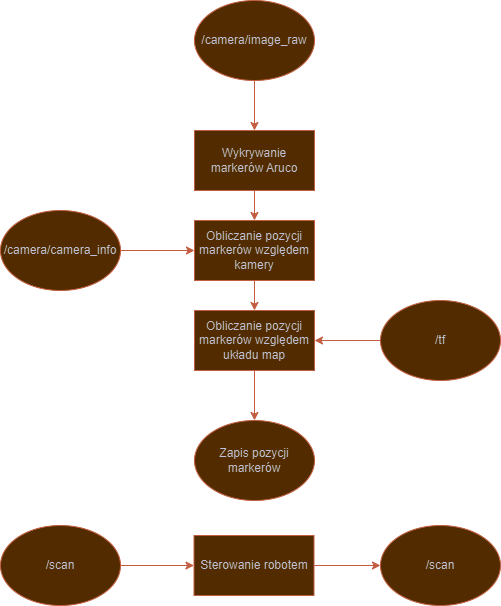 /camera/image_raw
Wykrywanie
markerów Aruco
/camera/camera_info
Obliczanie pozycji
markerów względem
kamery
Obliczanie pozycji
markerów względem
układu map
/tf
Zapis pozycji
markerów
/scan
Sterowanie robotem
/scan